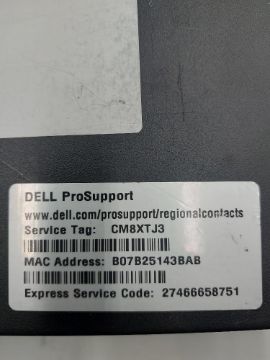 DELL ProSupport
www.dell.com/prosupport/regionalcontacts
Service Tag: CM8XTJ3
MAC Address: B07B25143BAB
Express Service Code: 27466658751